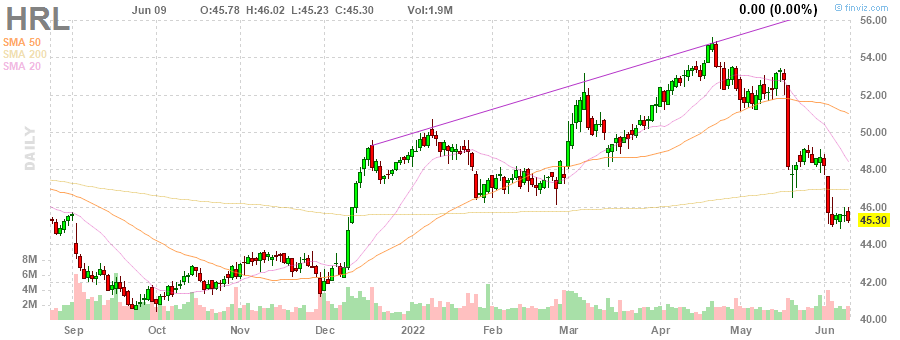 HRL Jun 09 O:45.78 H:46.02 L:45.23 C:45.30 Vol:1.9M 0.00 (0.00%) © finviz.com
SMA 50
SMA 200
SMA 20
DAILY
56.00
54.00
52.00
50.00
48.00
46.00
45.30
44.00
42.00
40.00
8M
6M
4M
2M
Sep Oct Nov Dec 2022 Feb Mar Apr May Jun